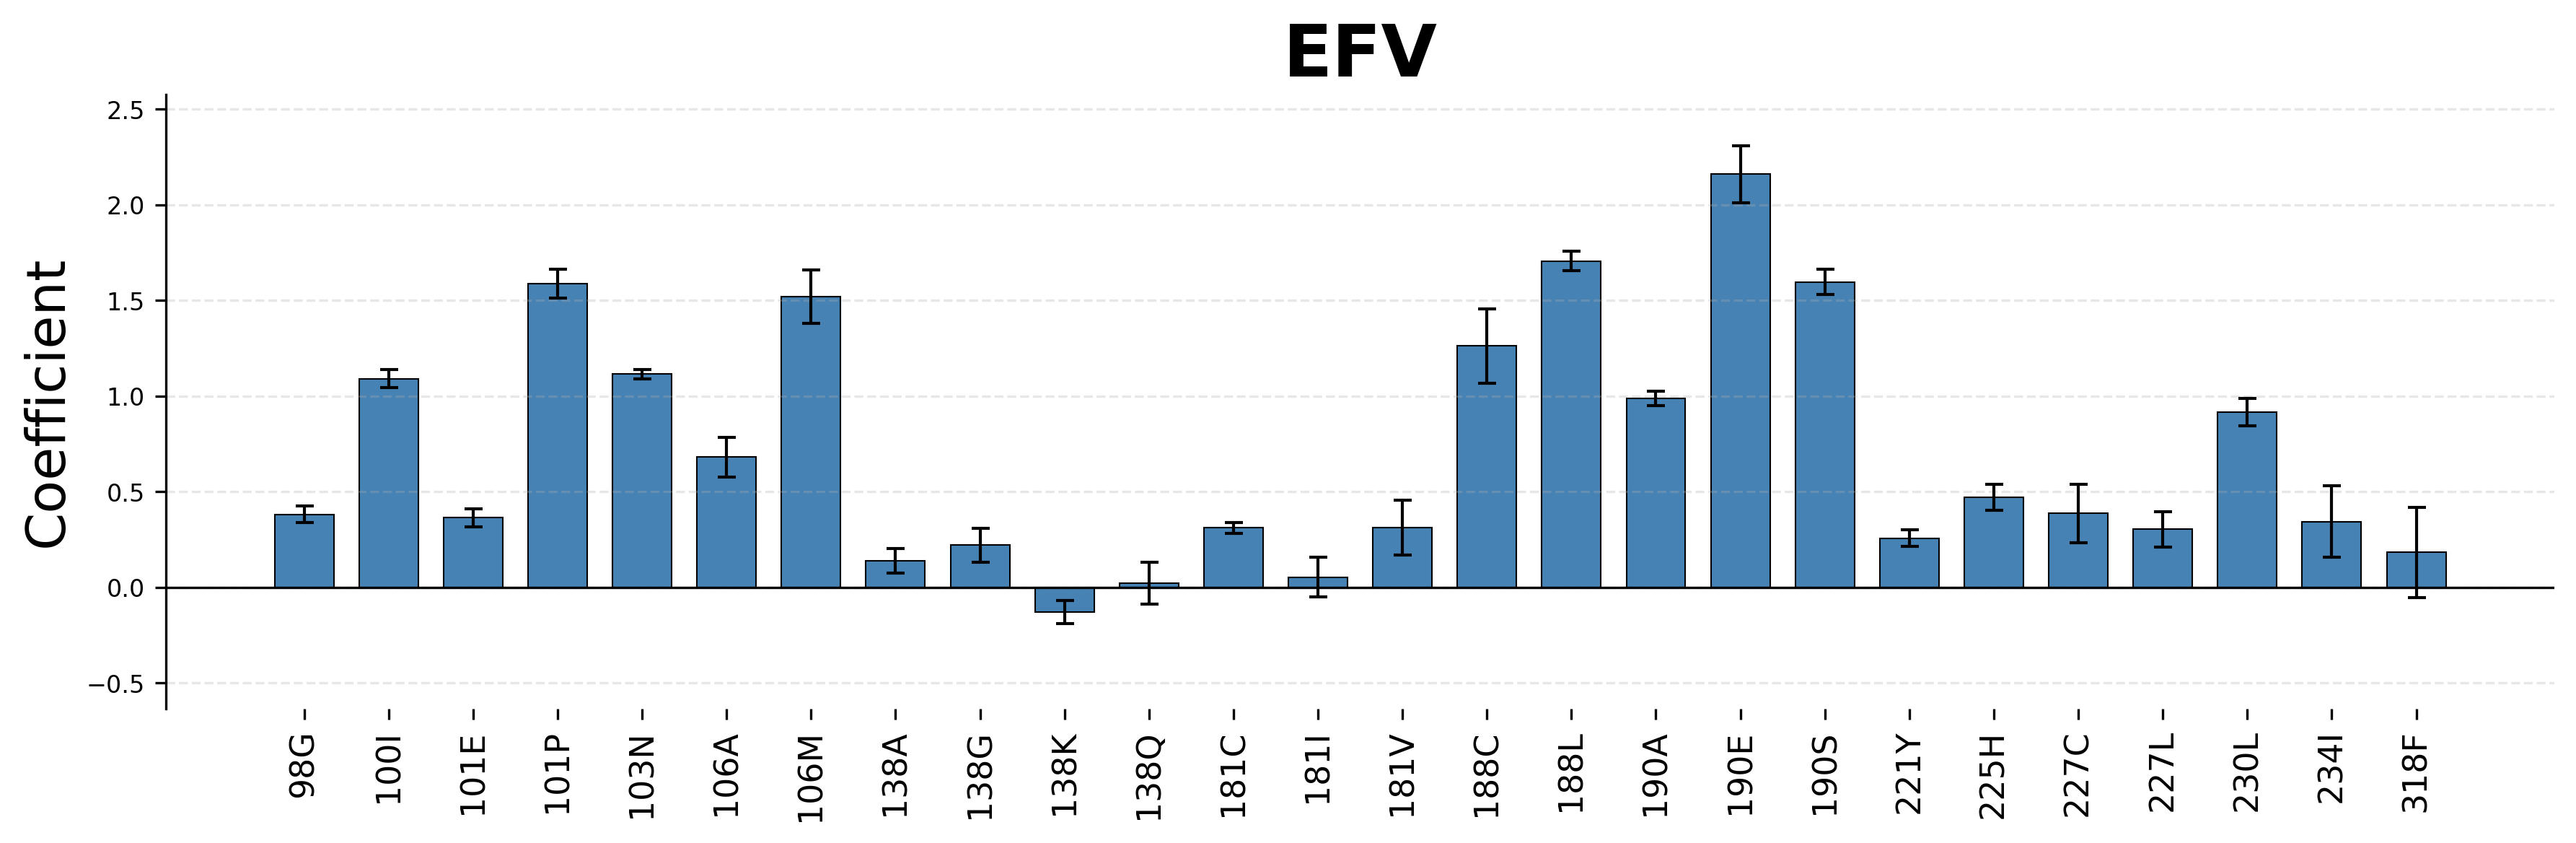 EFV
Coefficient
2.5
2.0
1.5
1.0
0.5
0.0
−0.5
98G
100I
101E
101P
103N
106A
106M
138A
138G
138K
138Q
181C
181I
181V
188C
188L
190A
190E
190S
221Y
225H
227C
227L
230L
234I
318F